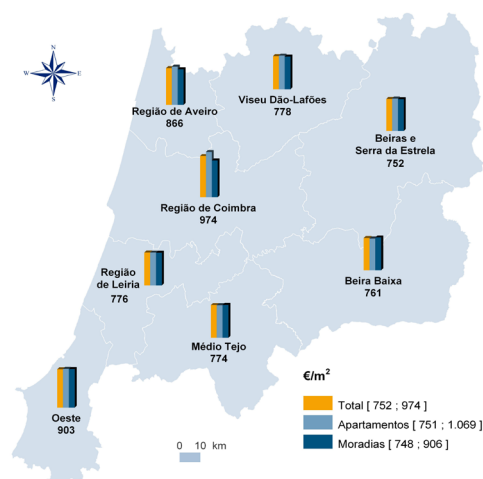 N
W
E
S
Região de Aveiro
866
Viseu Dão-Lafões
778
Beiras e
Serra da Estrela
752
Região de Coimbra
974
Região
de Leiria
776
Beira Baixa
761
Médio Tejo
774
Oeste
903
€/m²
Total [ 752 ; 974 ]
Apartamentos [ 751 ; 1.069 ]
Moradias [ 748 ; 906 ]
0 10 km